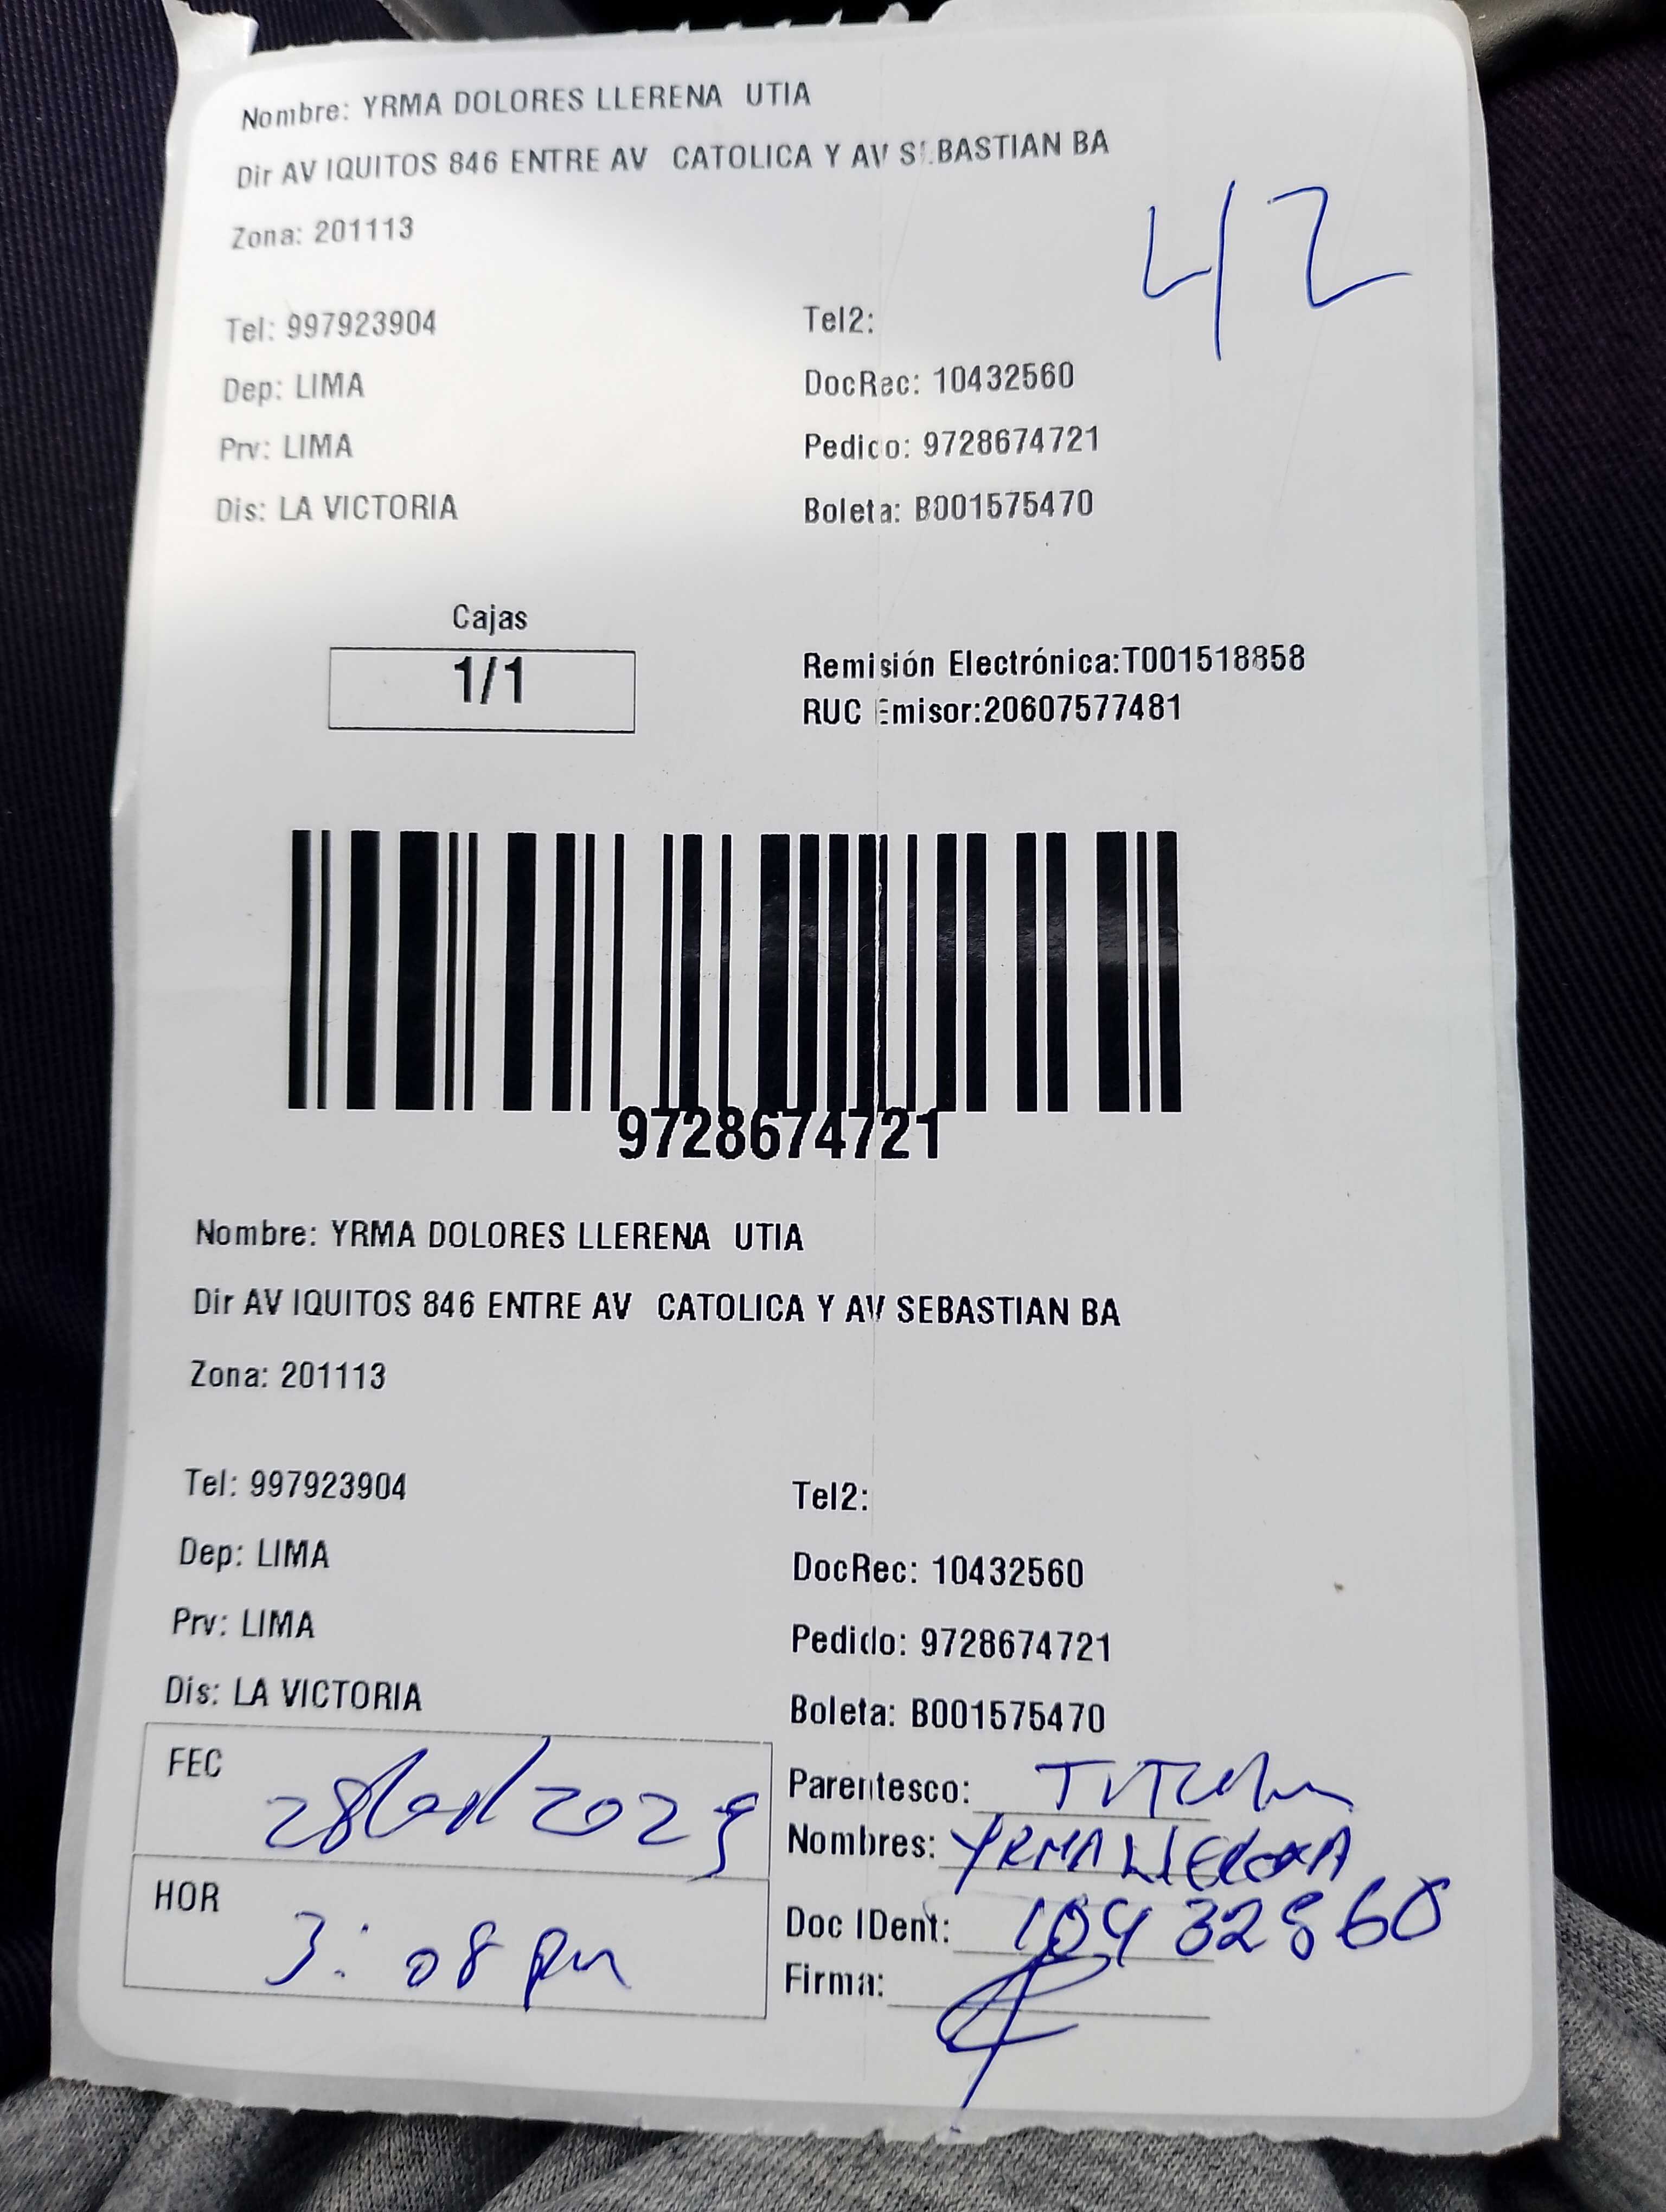 Nombre: YRMA DOLORES LLERENA UTIA
Dir AV IQUITOS 846 ENTRE AV CATOLICA Y AV SEBASTIAN BA
Zona: 201113
42
Tel: 997923904 Tel2:
Dep: LIMA DocRec: 10432560
Prv: LIMA Pedido: 9728674721
Dis: LA VICTORIA Boleta: B001575470
Cajas
1/1
Remisión Electrónica:T001518858
RUC Emisor:20607577481
9728674721
Nombre: YRMA DOLORES LLERENA UTIA
Dir AV IQUITOS 846 ENTRE AV CATOLICA Y AV SEBASTIAN BA
Zona: 201113
Tel: 997923904 Tel2:
Dep: LIMA DocRec: 10432560
Prv: LIMA Pedido: 9728674721
Dis: LA VICTORIA Boleta: B001575470
FEC
Parentesco: Titular
Nombres: YRMA LLERENA
HOR 3:08 pm
Doc IDent: 10432560
Firma: